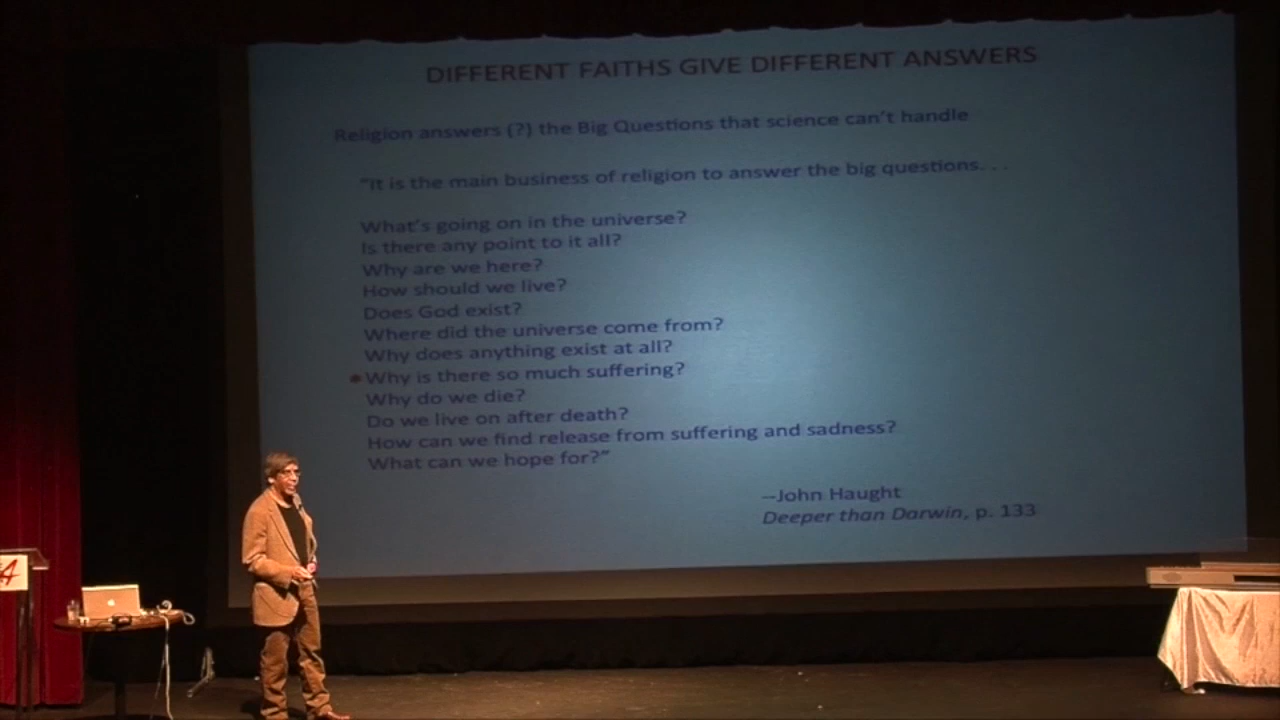 DIFFERENT FAITHS GIVE DIFFERENT ANSWERS
Religion answers (?) the Big Questions that science can't handle
"It is the main business of religion to answer the big questions. . .
What's going on in the universe?
Is there any point to it all?
Why are we here?
How should we live?
Does God exist?
Where did the universe come from?
Why does anything exist at all?
* Why is there so much suffering?
Why do we die?
Do we live on after death?
How can we find release from suffering and sadness?
What can we hope for?"
--John Haught
Deeper than Darwin, p. 133
A